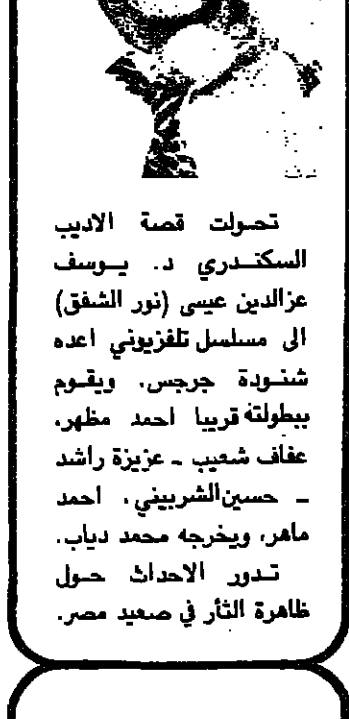 تحولت قصة الاديب
السكندري د. يوسف
عزالدين عيسى (نور الشفق)
الى مسلسل تلفزيوني اعده
شنودة جرجس. ويقوم
ببطولتة قريبا احمد مظهر.
عفاف شعيب ـ عزيزة راشد
ـ حسين الشربيني. احمد
ماهر، ويخرجه محمد دياب.
تدور الاحداث حول
ظاهرة الثأر في صعيد مصر.